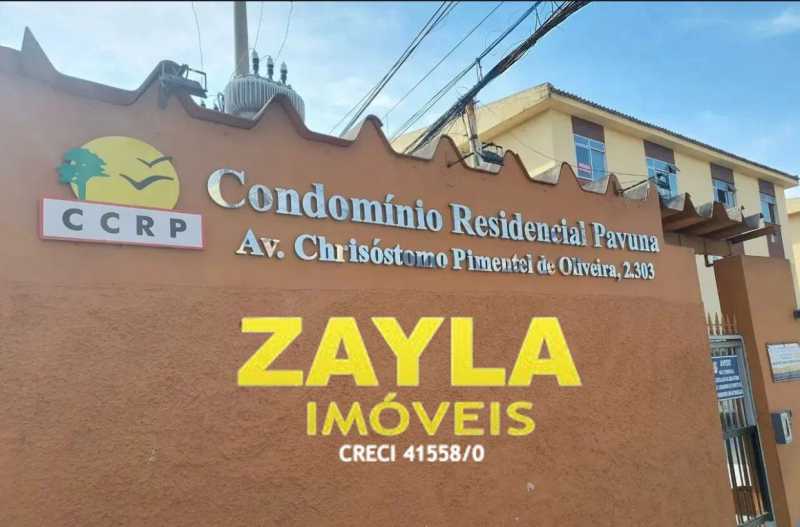 CCRP
Condomínio Residencial Pavuna
Av. Chrisóstomo Pimentel de Oliveira, 2.303
ZAYLA
IMÓVEIS
CRECI 41558/0